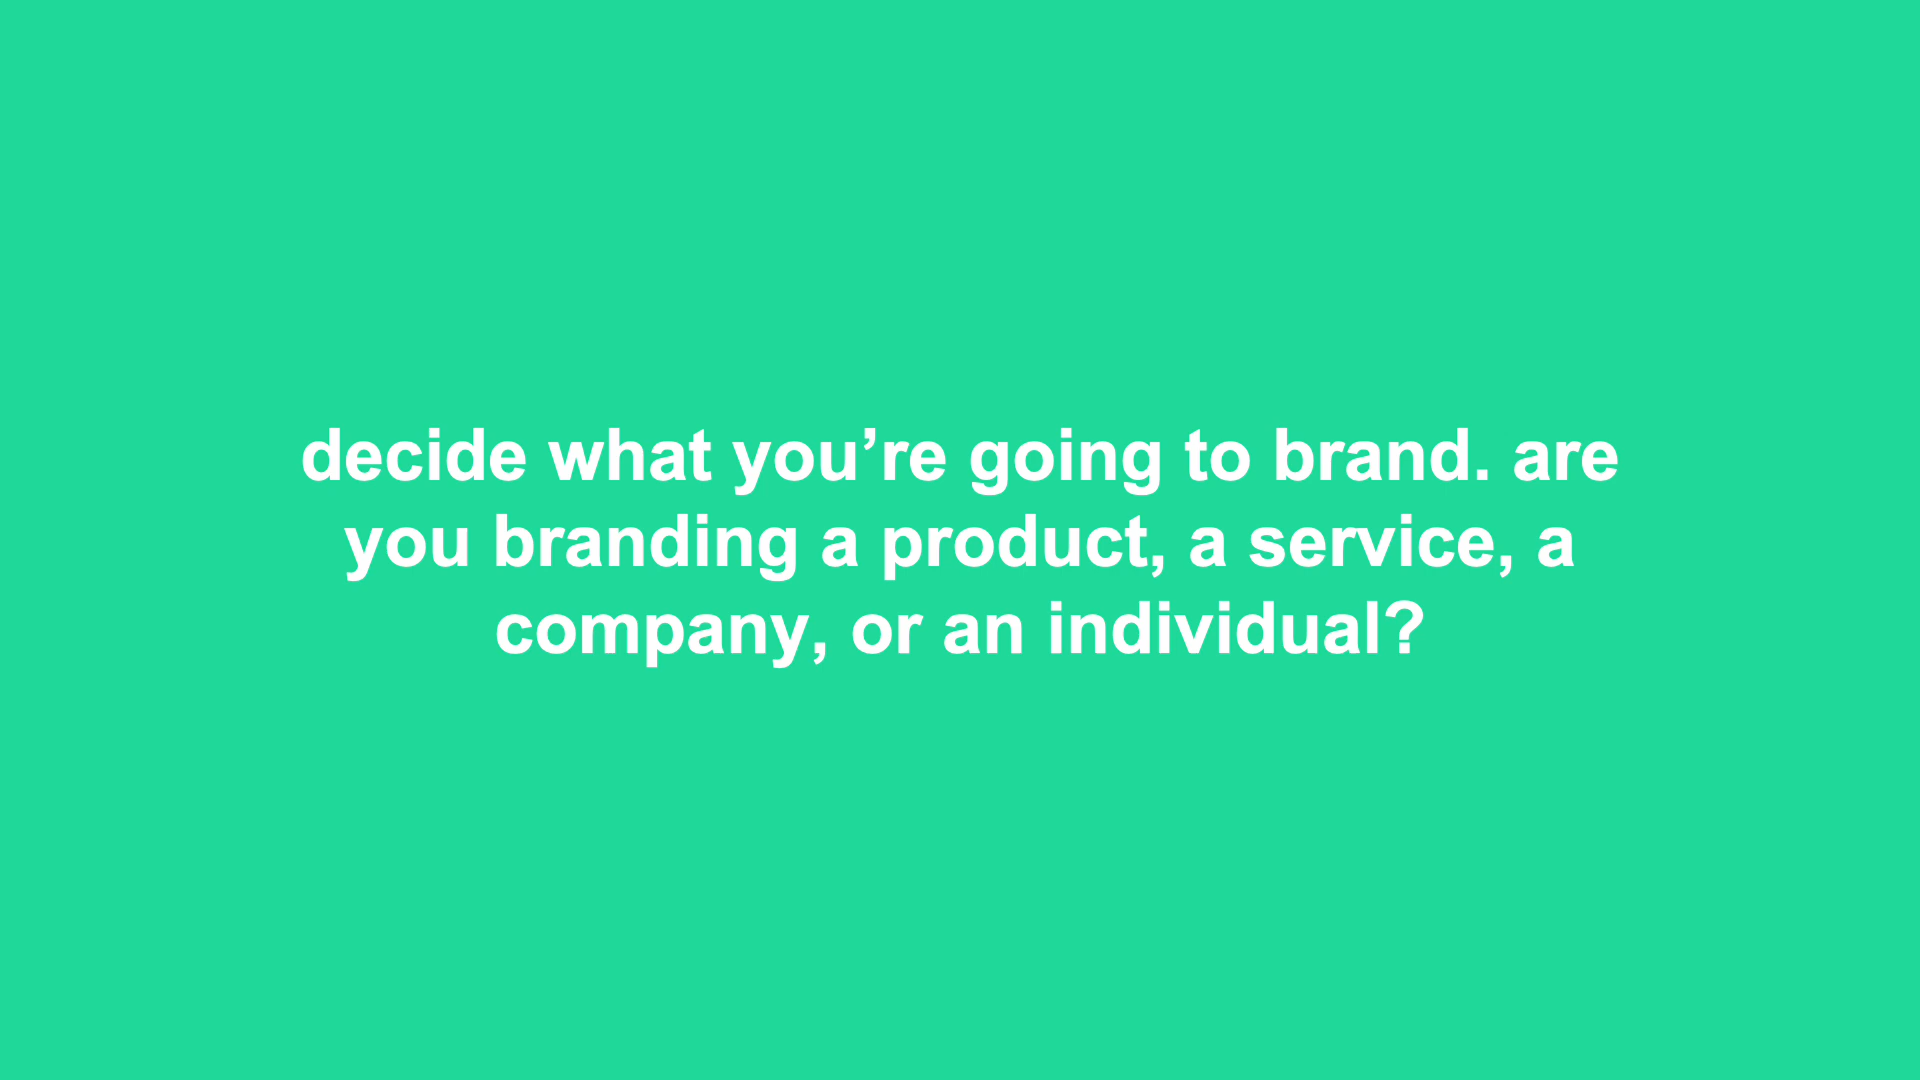 decide what you’re going to brand. are
you branding a product, a service, a
company, or an individual?